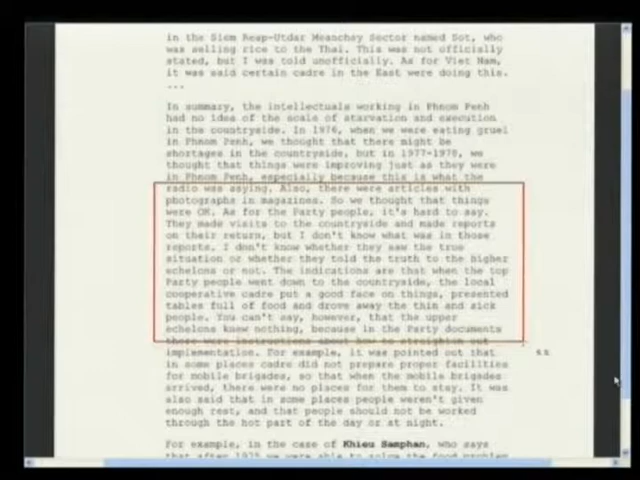 in the Siem Reap-Utdar Meanchey Sector named Sot, who
was selling rice to the Thai. This was not officially
stated, but I was told unofficially. As for Viet Nam,
it was said certain cadre in the East were doing this.
...
In summary, the intellectuals working in Phnom Penh
had no idea of the scale of starvation and execution
in the countryside. In 1976, when we were eating gruel
in Phnom Penh, we thought that there might be
shortages in the countryside, but in 1977-1978, we
thought that things were improving just as they were
in Phnom Penh, especially because this is what the
radio was saying. Also, there were articles with
photographs in magazines. So we thought that things
were OK. As for the Party people, it's hard to say.
They made visits to the countryside and made reports
on their return, but I don't know what was in those
reports. I don't know whether they saw the true
situation or whether they told the truth to the higher
echelons or not. The indications are that when the top
Party people went down to the countryside, the local
cooperative cadre put a good face on things, presented
tables full of food and drove away the thin and sick
people. You can't say, however, that the upper
echelons knew nothing, because in the Party documents
there were instructions about how to straighten out
implementation. For example, it was pointed out that
in some places cadre did not prepare proper facilities
for mobile brigades, so that when the mobile brigades
arrived, there were no places for them to stay. It was
also said that in some places people weren't given
enough rest, and that people should not be worked
through the hot part of the day or at night.
For example, in the case of Khieu Samphan, who says
that after 1975 we were able to solve the food problem